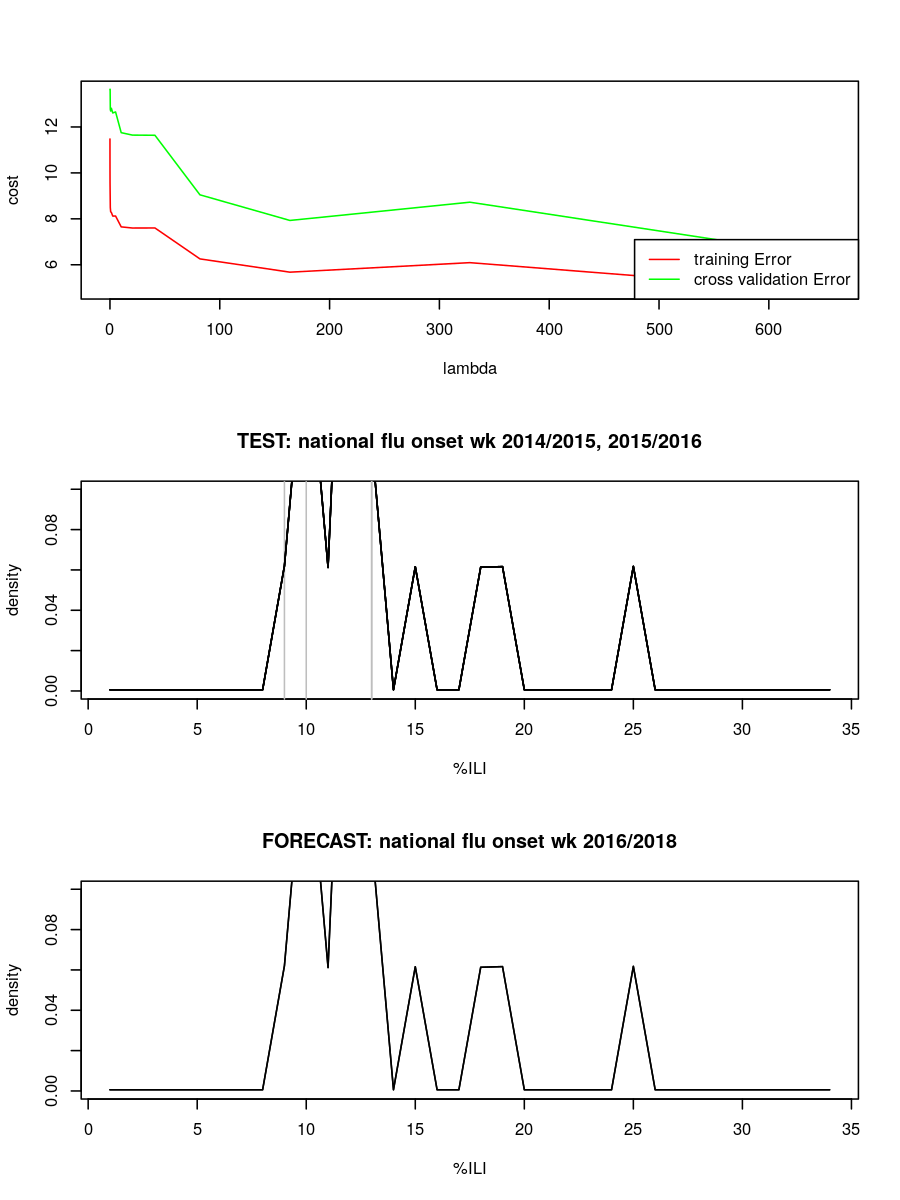 12
10
8
6
cost
training Error
cross validation Error
0 100 200 300 400 500 600
lambda
TEST: national flu onset wk 2014/2015, 2015/2016
0.08
0.04
0.00
density
0 5 10 15 20 25 30 35
%ILI
FORECAST: national flu onset wk 2016/2018
0.08
0.04
0.00
density
0 5 10 15 20 25 30 35
%ILI